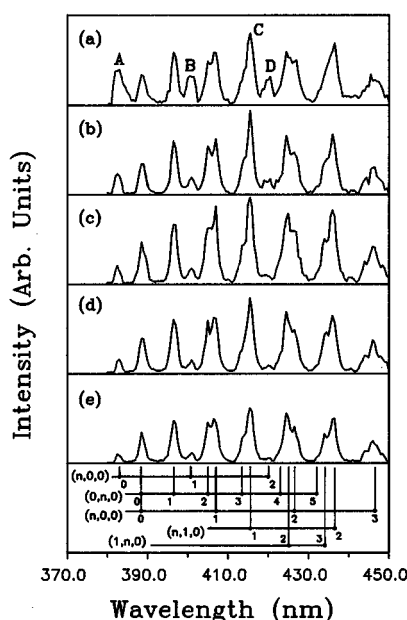 (a)
A
B
C
D
(b)
(c)
(d)
(e)
Intensity (Arb. Units)
(n,0,0)
0
1
2
(0,n,0)
0
1
2
3
4
5
(n,0,0)
0
1
2
3
(n,1,0)
1
2
(1,n,0)
2
3
370.0
390.0
410.0
430.0
450.0
Wavelength (nm)